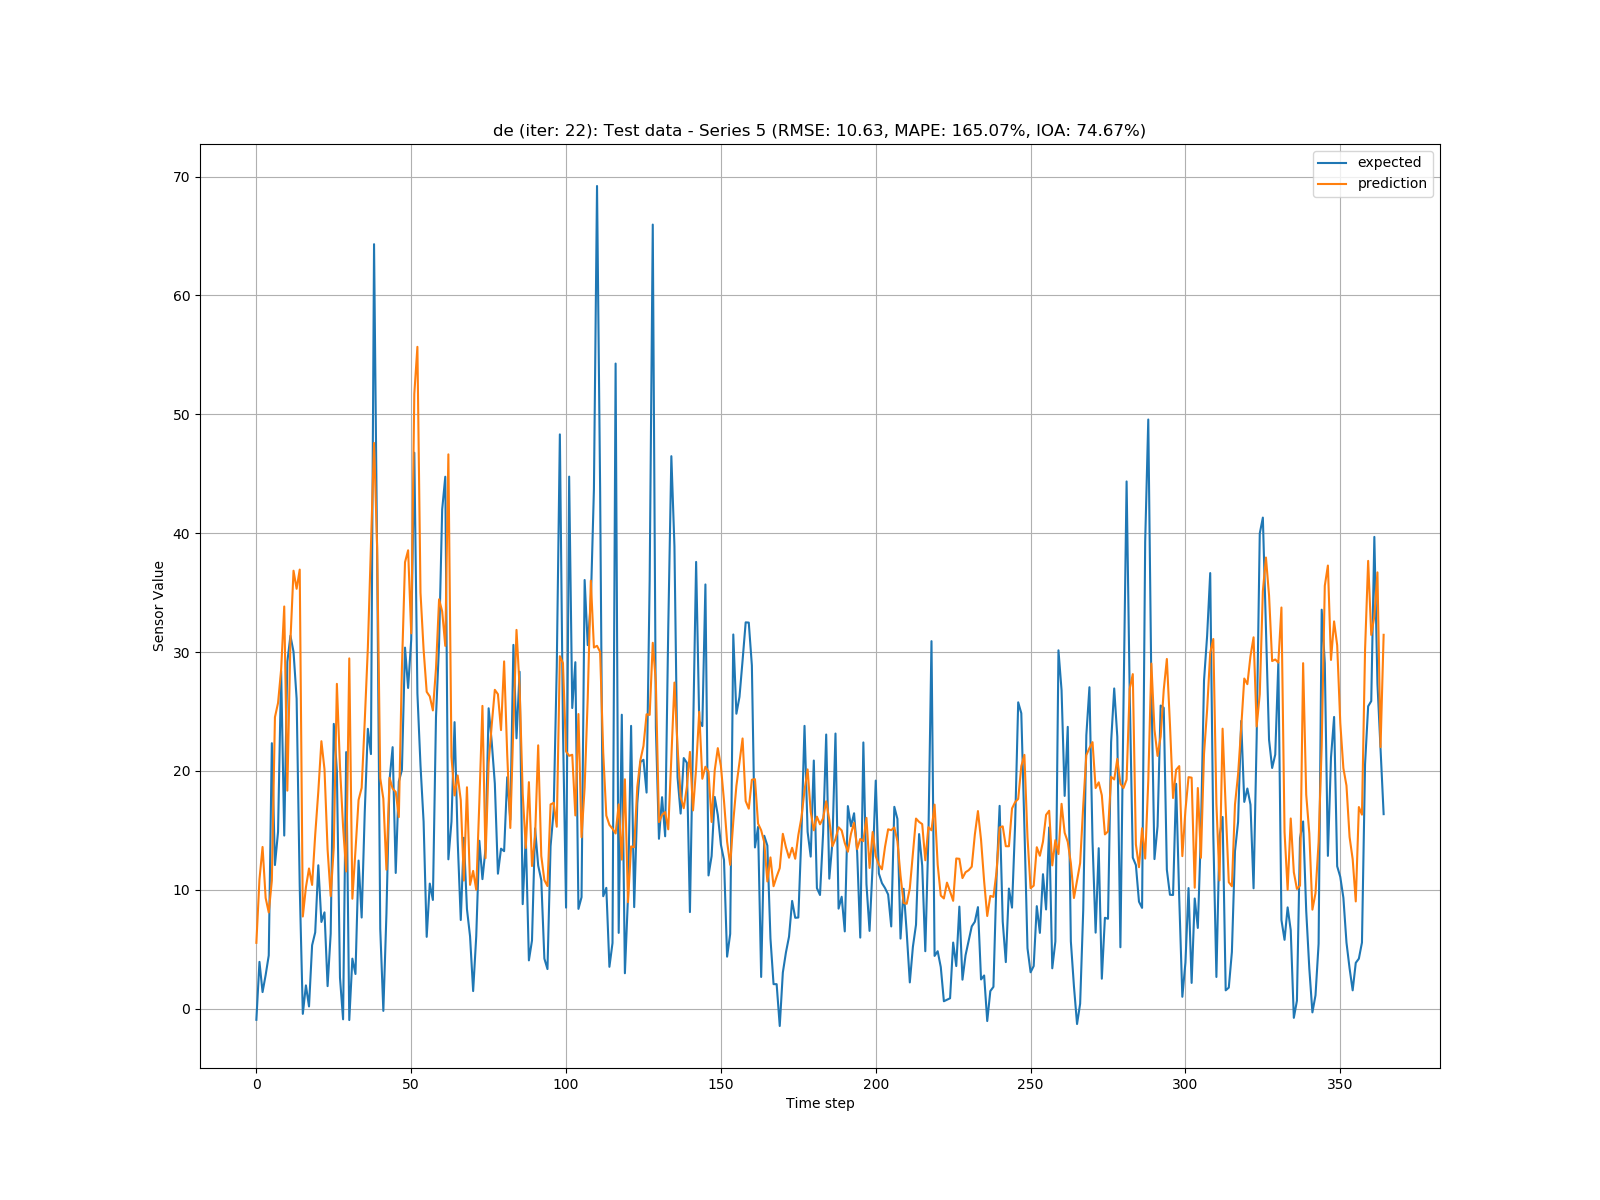 de (iter: 22): Test data - Series 5 (RMSE: 10.63, MAPE: 165.07%, IOA: 74.67%)
expected
prediction
70
60
50
40
30
20
10
0
Sensor Value
0 50 100 150 200 250 300 350
Time step